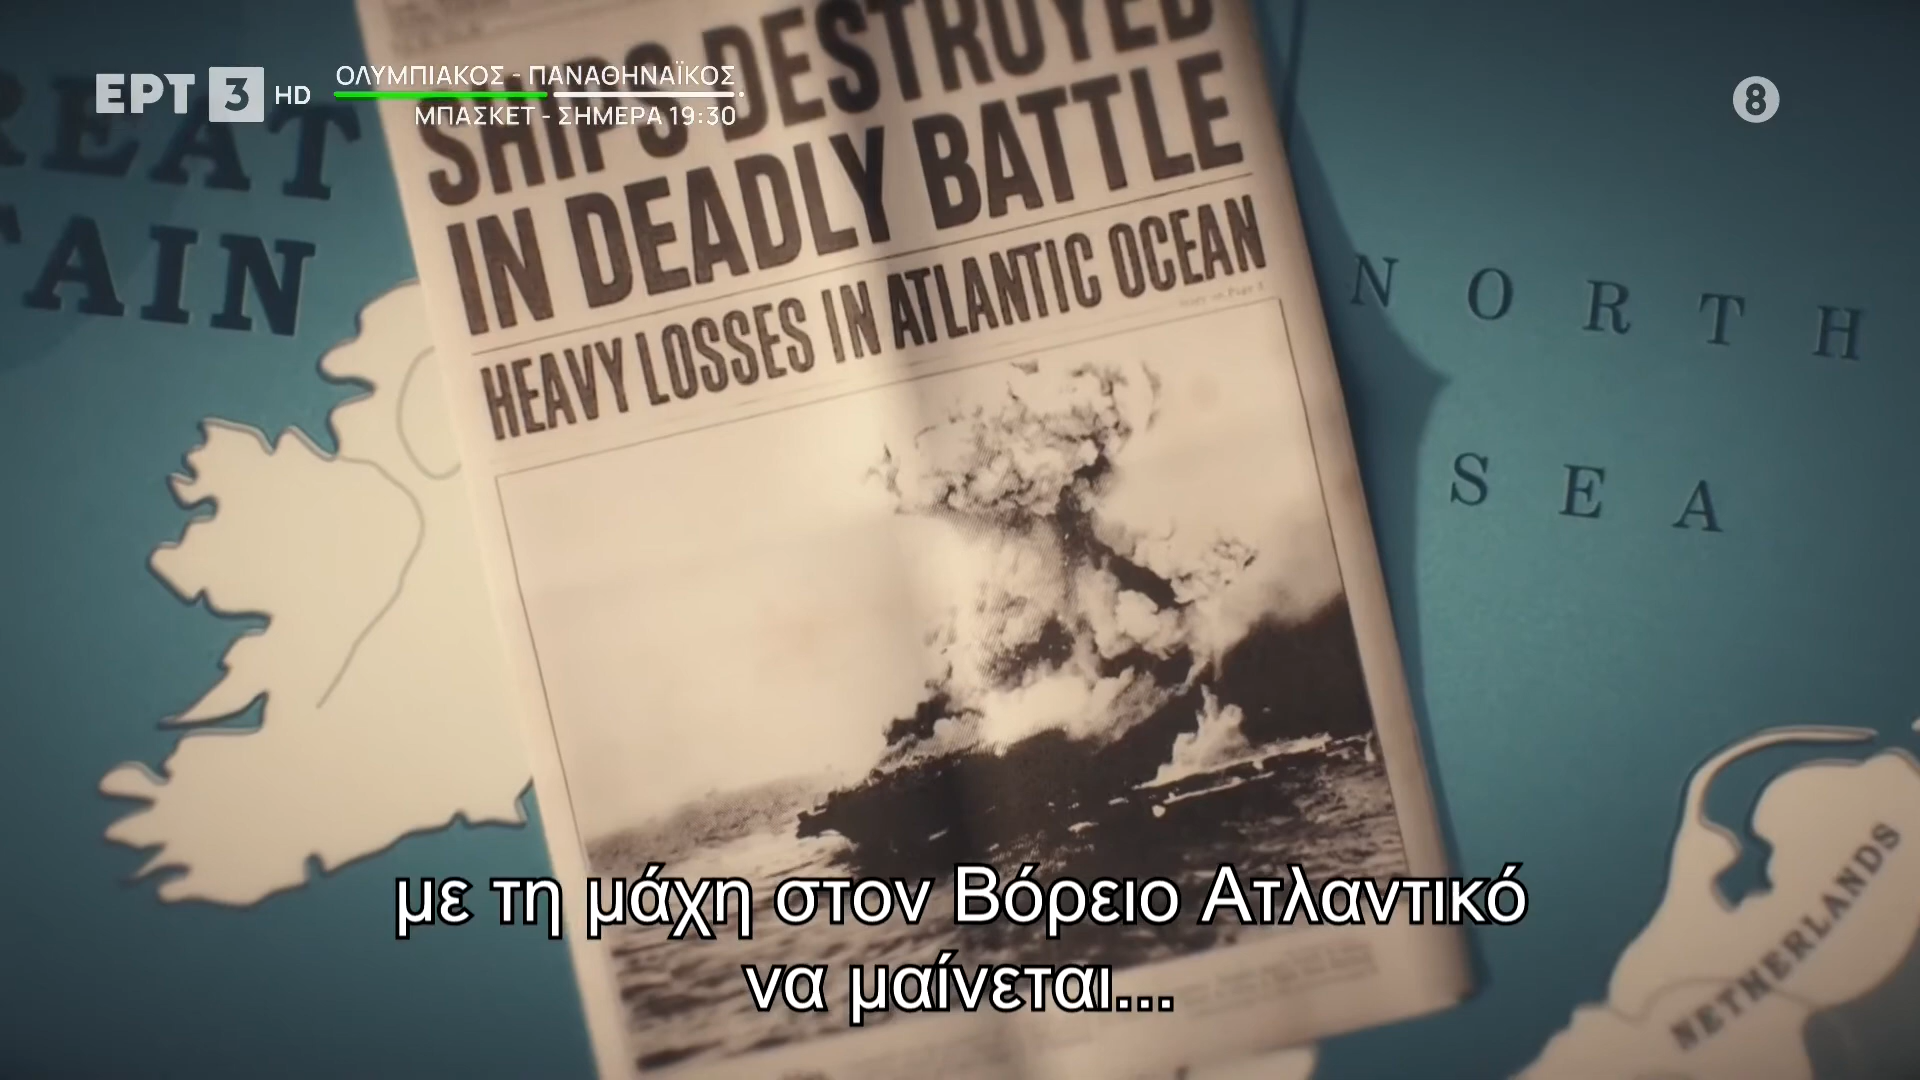 ΕΡΤ 3 HD
ΟΛΥΜΠΙΑΚΟΣ - ΠΑΝΑΘΗΝΑΪΚΟΣ
ΜΠΑΣΚΕΤ - ΣΗΜΕΡΑ 19:30
8
SHIPS DESTROYED
IN DEADLY BATTLE
HEAVY LOSSES IN ATLANTIC OCEAN
REAT
TAIN
NORTH
SEA
NETHERLANDS
με τη μάχη στον Βόρειο Ατλαντικό
να μαίνεται...